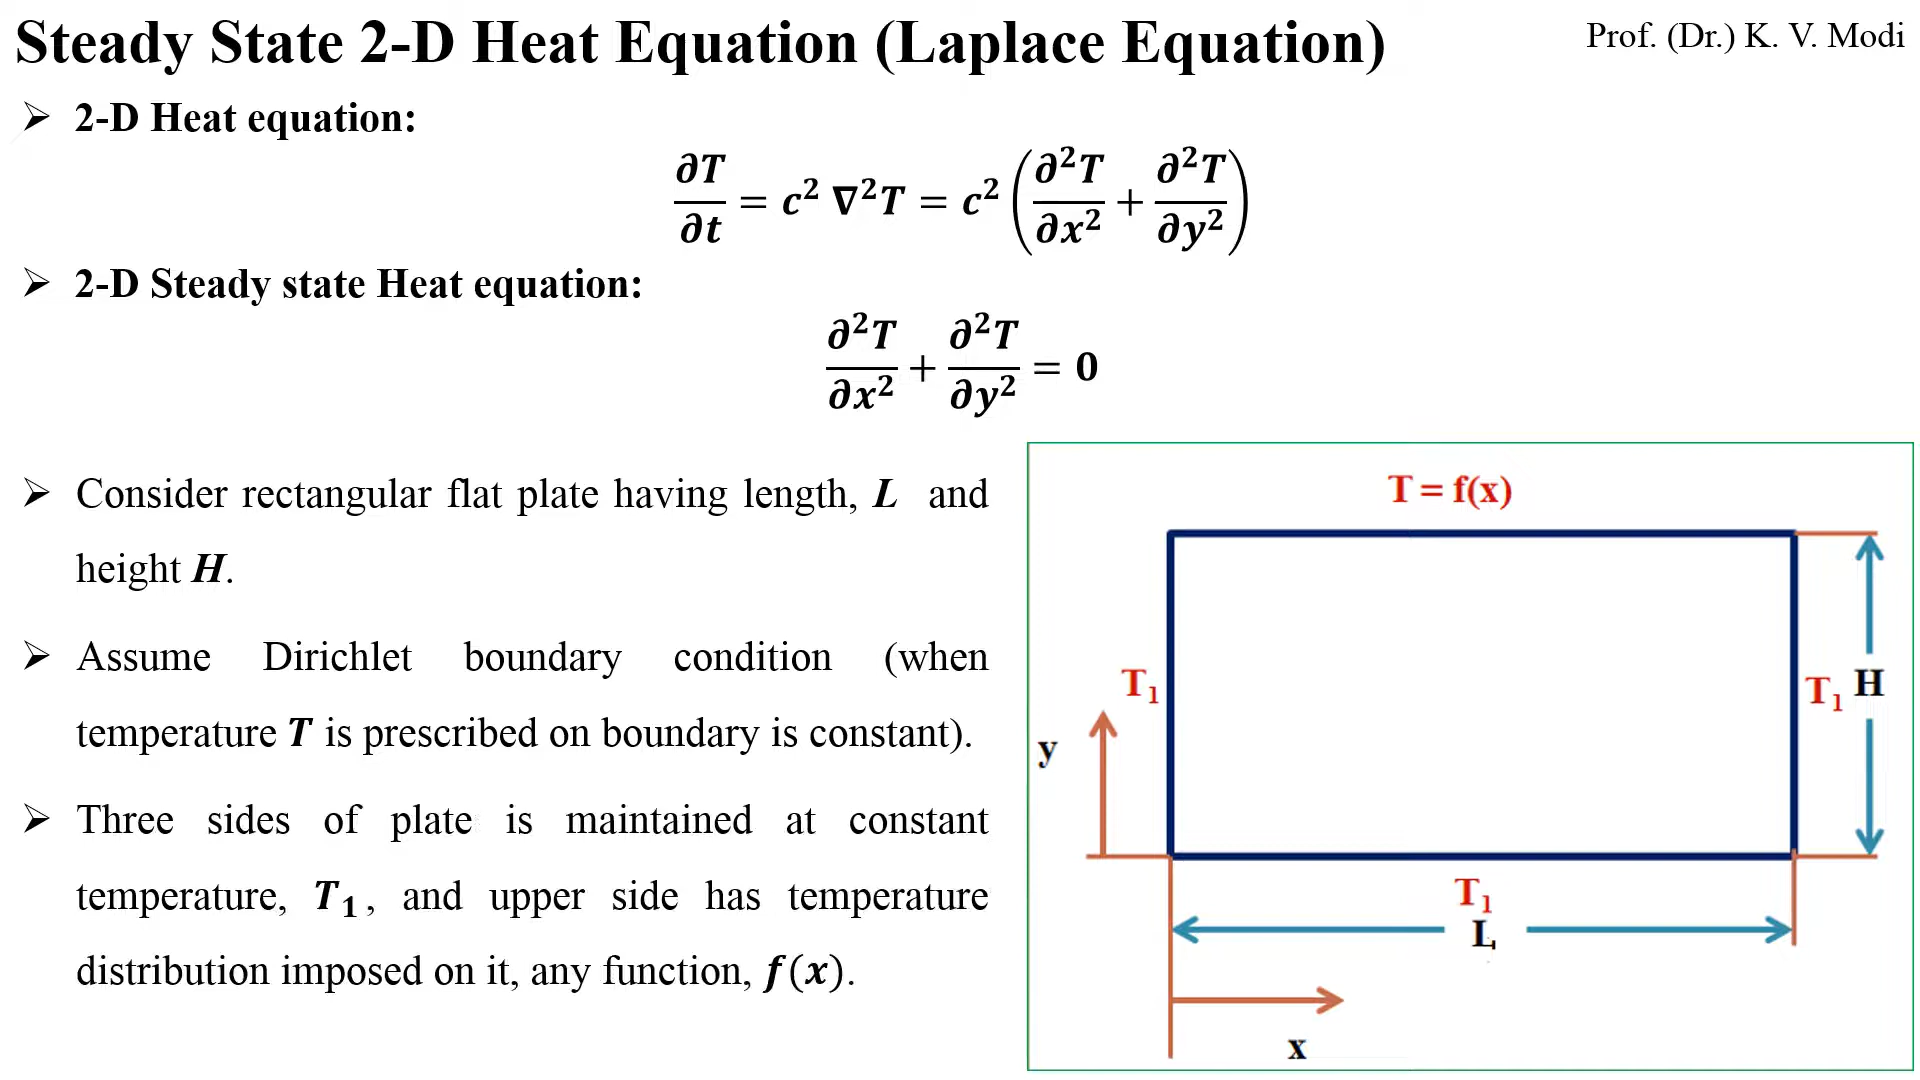 Steady State 2-D Heat Equation (Laplace Equation)
Prof. (Dr.) K. V. Modi
➢ 2-D Heat equation:
∂T/∂t = c² ∇²T = c² (∂²T/∂x² + ∂²T/∂y²)
➢ 2-D Steady state Heat equation:
∂²T/∂x² + ∂²T/∂y² = 0
➢ Consider rectangular flat plate having length, L and
height H.
➢ Assume Dirichlet boundary condition (when
temperature T is prescribed on boundary is constant).
➢ Three sides of plate is maintained at constant
temperature, T₁, and upper side has temperature
distribution imposed on it, any function, f(x).
T = f(x)
T₁
T₁
H
y
T₁
L
x